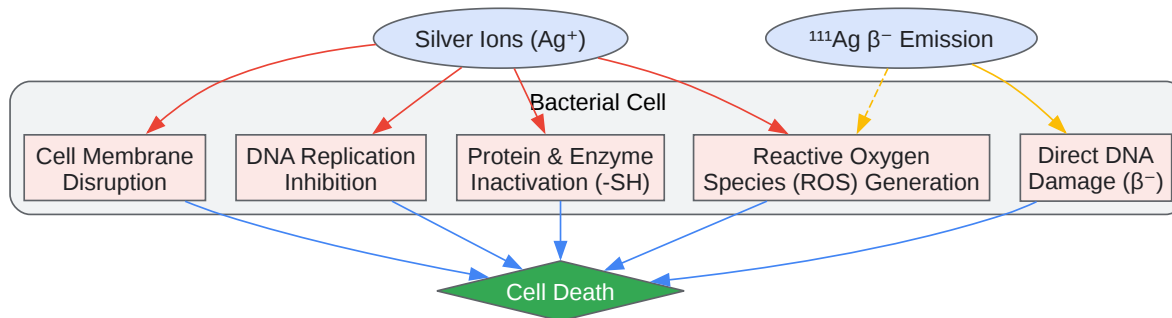 Silver Ions (Ag⁺)
¹¹¹Ag β⁻ Emission
Bacterial Cell
Cell Membrane
Disruption
DNA Replication
Inhibition
Protein & Enzyme
Inactivation (-SH)
Reactive Oxygen
Species (ROS) Generation
Direct DNA
Damage (β⁻)
Cell Death